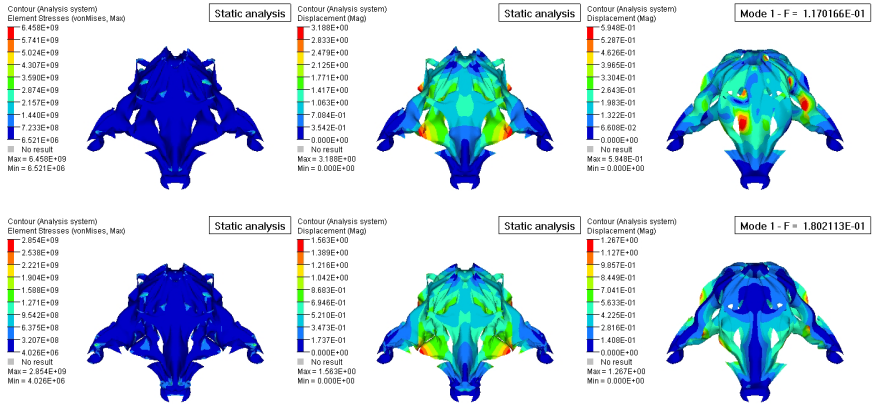 Contour (Analysis system)
Element Stresses (vonMises, Max)
6.458E+09
5.741E+09
5.024E+09
4.307E+09
3.590E+09
2.874E+09
2.157E+09
1.440E+09
7.233E+08
6.521E+06
No result
Max = 6.458E+09
Min = 6.521E+06
Static analysis
Contour (Analysis system)
Displacement (Mag)
3.188E+00
2.833E+00
2.479E+00
2.125E+00
1.771E+00
1.417E+00
1.063E+00
7.084E-01
3.542E-01
0.000E+00
No result
Max = 3.188E+00
Min = 0.000E+00
Static analysis
Contour (Analysis system)
Displacement (Mag)
5.948E-01
5.287E-01
4.626E-01
3.965E-01
3.304E-01
2.643E-01
1.983E-01
1.322E-01
6.608E-02
0.000E+00
No result
Max = 5.948E-01
Min = 0.000E+00
Mode 1 - F = 1.170166E-01
Contour (Analysis system)
Element Stresses (vonMises, Max)
2.854E+09
2.538E+09
2.221E+09
1.904E+09
1.588E+09
1.271E+09
9.542E+08
6.375E+08
3.207E+08
4.026E+06
No result
Max = 2.854E+09
Min = 4.026E+06
Static analysis
Contour (Analysis system)
Displacement (Mag)
1.563E+00
1.389E+00
1.216E+00
1.042E+00
8.683E-01
6.946E-01
5.210E-01
3.473E-01
1.737E-01
0.000E+00
No result
Max = 1.563E+00
Min = 0.000E+00
Static analysis
Contour (Analysis system)
Displacement (Mag)
1.267E+00
1.127E+00
9.857E-01
8.449E-01
7.041E-01
5.633E-01
4.225E-01
2.816E-01
1.408E-01
0.000E+00
No result
Max = 1.267E+00
Min = 0.000E+00
Mode 1 - F = 1.802113E-01